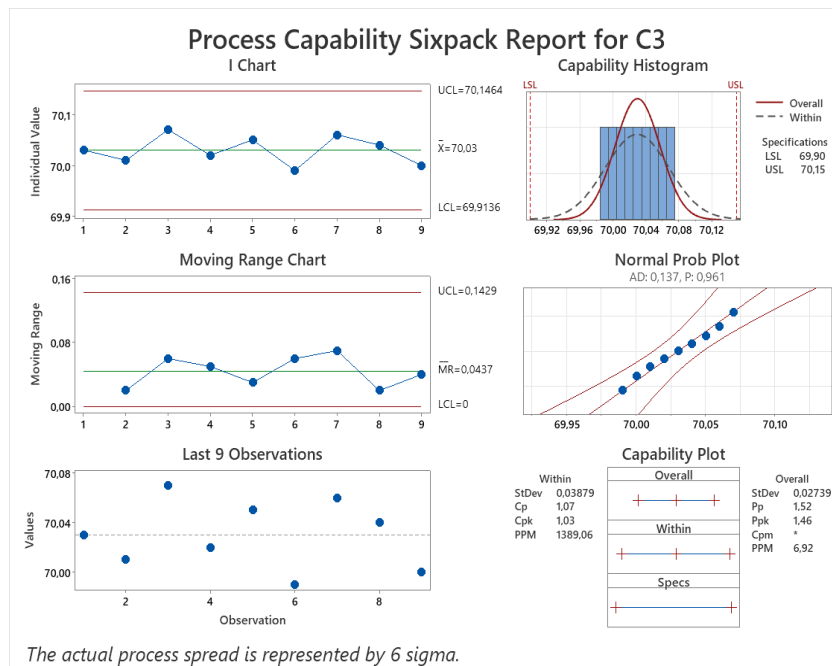 Process Capability Sixpack Report for C3
I Chart
Individual Value
70,1
70,0
69,9
1 2 3 4 5 6 7 8 9
UCL=70,1464
X̄=70,03
LCL=69,9136
Capability Histogram
LSL USL
69,92 69,96 70,00 70,04 70,08 70,12
Overall
Within
Specifications
LSL 69,90
USL 70,15
Moving Range Chart
Moving Range
0,16
0,08
0,00
1 2 3 4 5 6 7 8 9
UCL=0,1429
M̅R̅=0,0437
LCL=0
Normal Prob Plot
AD: 0,137, P: 0,961
69,95 70,00 70,05 70,10
Last 9 Observations
Values
70,08
70,04
70,00
2 4 6 8
Observation
Capability Plot
Within
StDev 0,03879
Cp 1,07
Cpk 1,03
PPM 1389,06
Overall
Within
Specs
Overall
StDev 0,02739
Pp 1,52
Ppk 1,46
Cpm *
PPM 6,92
The actual process spread is represented by 6 sigma.